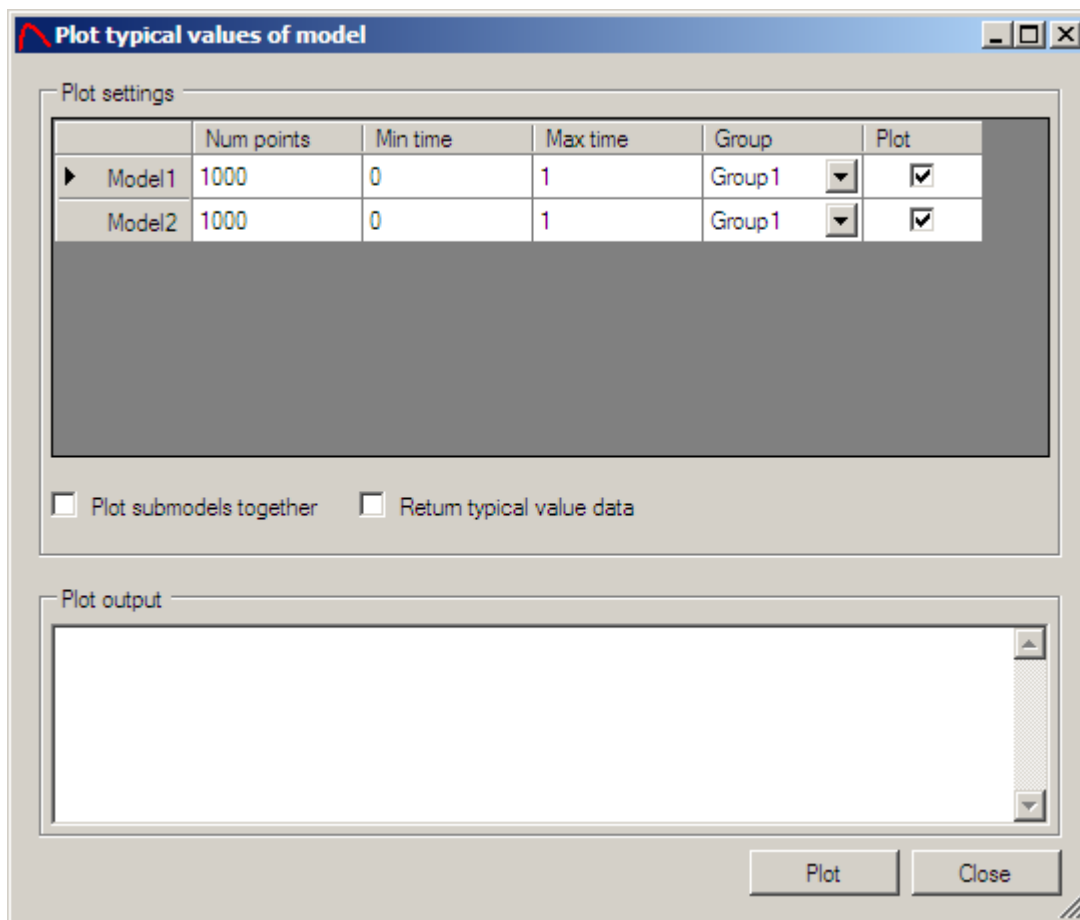 Plot typical values of model
Plot settings
Num points Min time Max time Group Plot
Model1 1000 0 1 Group1
Model2 1000 0 1 Group1
Plot submodels together Return typical value data
Plot output
Plot Close